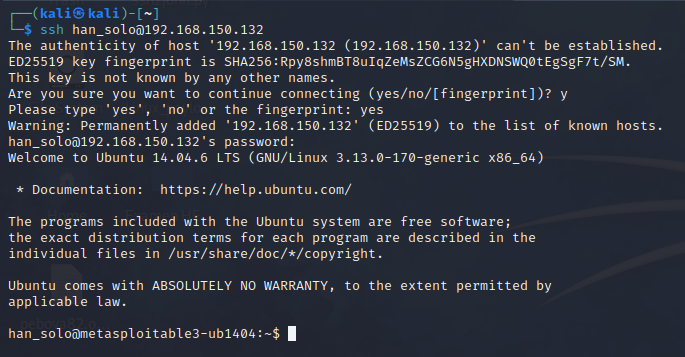 ┌──(kali㉿kali)-[~]
└─$ ssh han_solo@192.168.150.132
The authenticity of host '192.168.150.132 (192.168.150.132)' can't be established.
ED25519 key fingerprint is SHA256:Rpy8shmBT8uIqZeMsZCG6N5gHXDNSWQ0tEgSgF7t/SM.
This key is not known by any other names.
Are you sure you want to continue connecting (yes/no/[fingerprint])? y
Please type 'yes', 'no' or the fingerprint: yes
Warning: Permanently added '192.168.150.132' (ED25519) to the list of known hosts.
han_solo@192.168.150.132's password:
Welcome to Ubuntu 14.04.6 LTS (GNU/Linux 3.13.0-170-generic x86_64)
* Documentation: https://help.ubuntu.com/
The programs included with the Ubuntu system are free software;
the exact distribution terms for each program are described in the
individual files in /usr/share/doc/*/copyright.
Ubuntu comes with ABSOLUTELY NO WARRANTY, to the extent permitted by
applicable law.
han_solo@metasploitable3-ub1404:~$